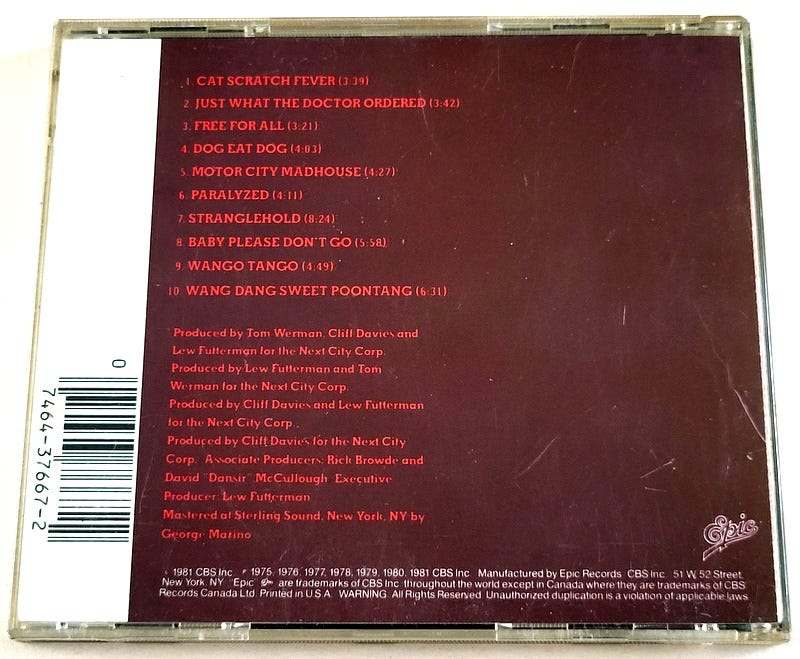 1. CAT SCRATCH FEVER (3:39)
2. JUST WHAT THE DOCTOR ORDERED (3:42)
3. FREE FOR ALL (3:21)
4. DOG EAT DOG (4:03)
5. MOTOR CITY MADHOUSE (4:27)
6. PARALYZED (4:11)
7. STRANGLEHOLD (8:24)
8. BABY PLEASE DON'T GO (5:58)
9 WANGO TANGO (4:49)
10 WANG DANG SWEET POONTANG (6:31)
Produced by Tom Werman, Cliff Davies and
Lew Futterman for the Next City Corp.
Produced by Lew Futterman and Tom
Werman for the Next City Corp.
Produced by Cliff Davies and Lew Futterman
for the Next City Corp.
Produced by Cliff Davies for the Next City
Corp. Associate Producers: Rick Browde and
David "Dansir" McCullough Executive
Producer: Lew Futterman
Mastered at Sterling Sound, New York, NY by
George Marino
0
7464-37667-2
Epic
1981 CBS Inc. ℗ 1975, 1976, 1977, 1978, 1979, 1980, 1981 CBS Inc. Manufactured by Epic Records CBS Inc. 51 W. 52 Street,
New York, NY "Epic" are trademarks of CBS Inc. throughout the world except in Canada where they are trademarks of CBS
Records Canada Ltd. Printed in U.S.A. WARNING: All Rights Reserved. Unauthorized duplication is a violation of applicable laws.